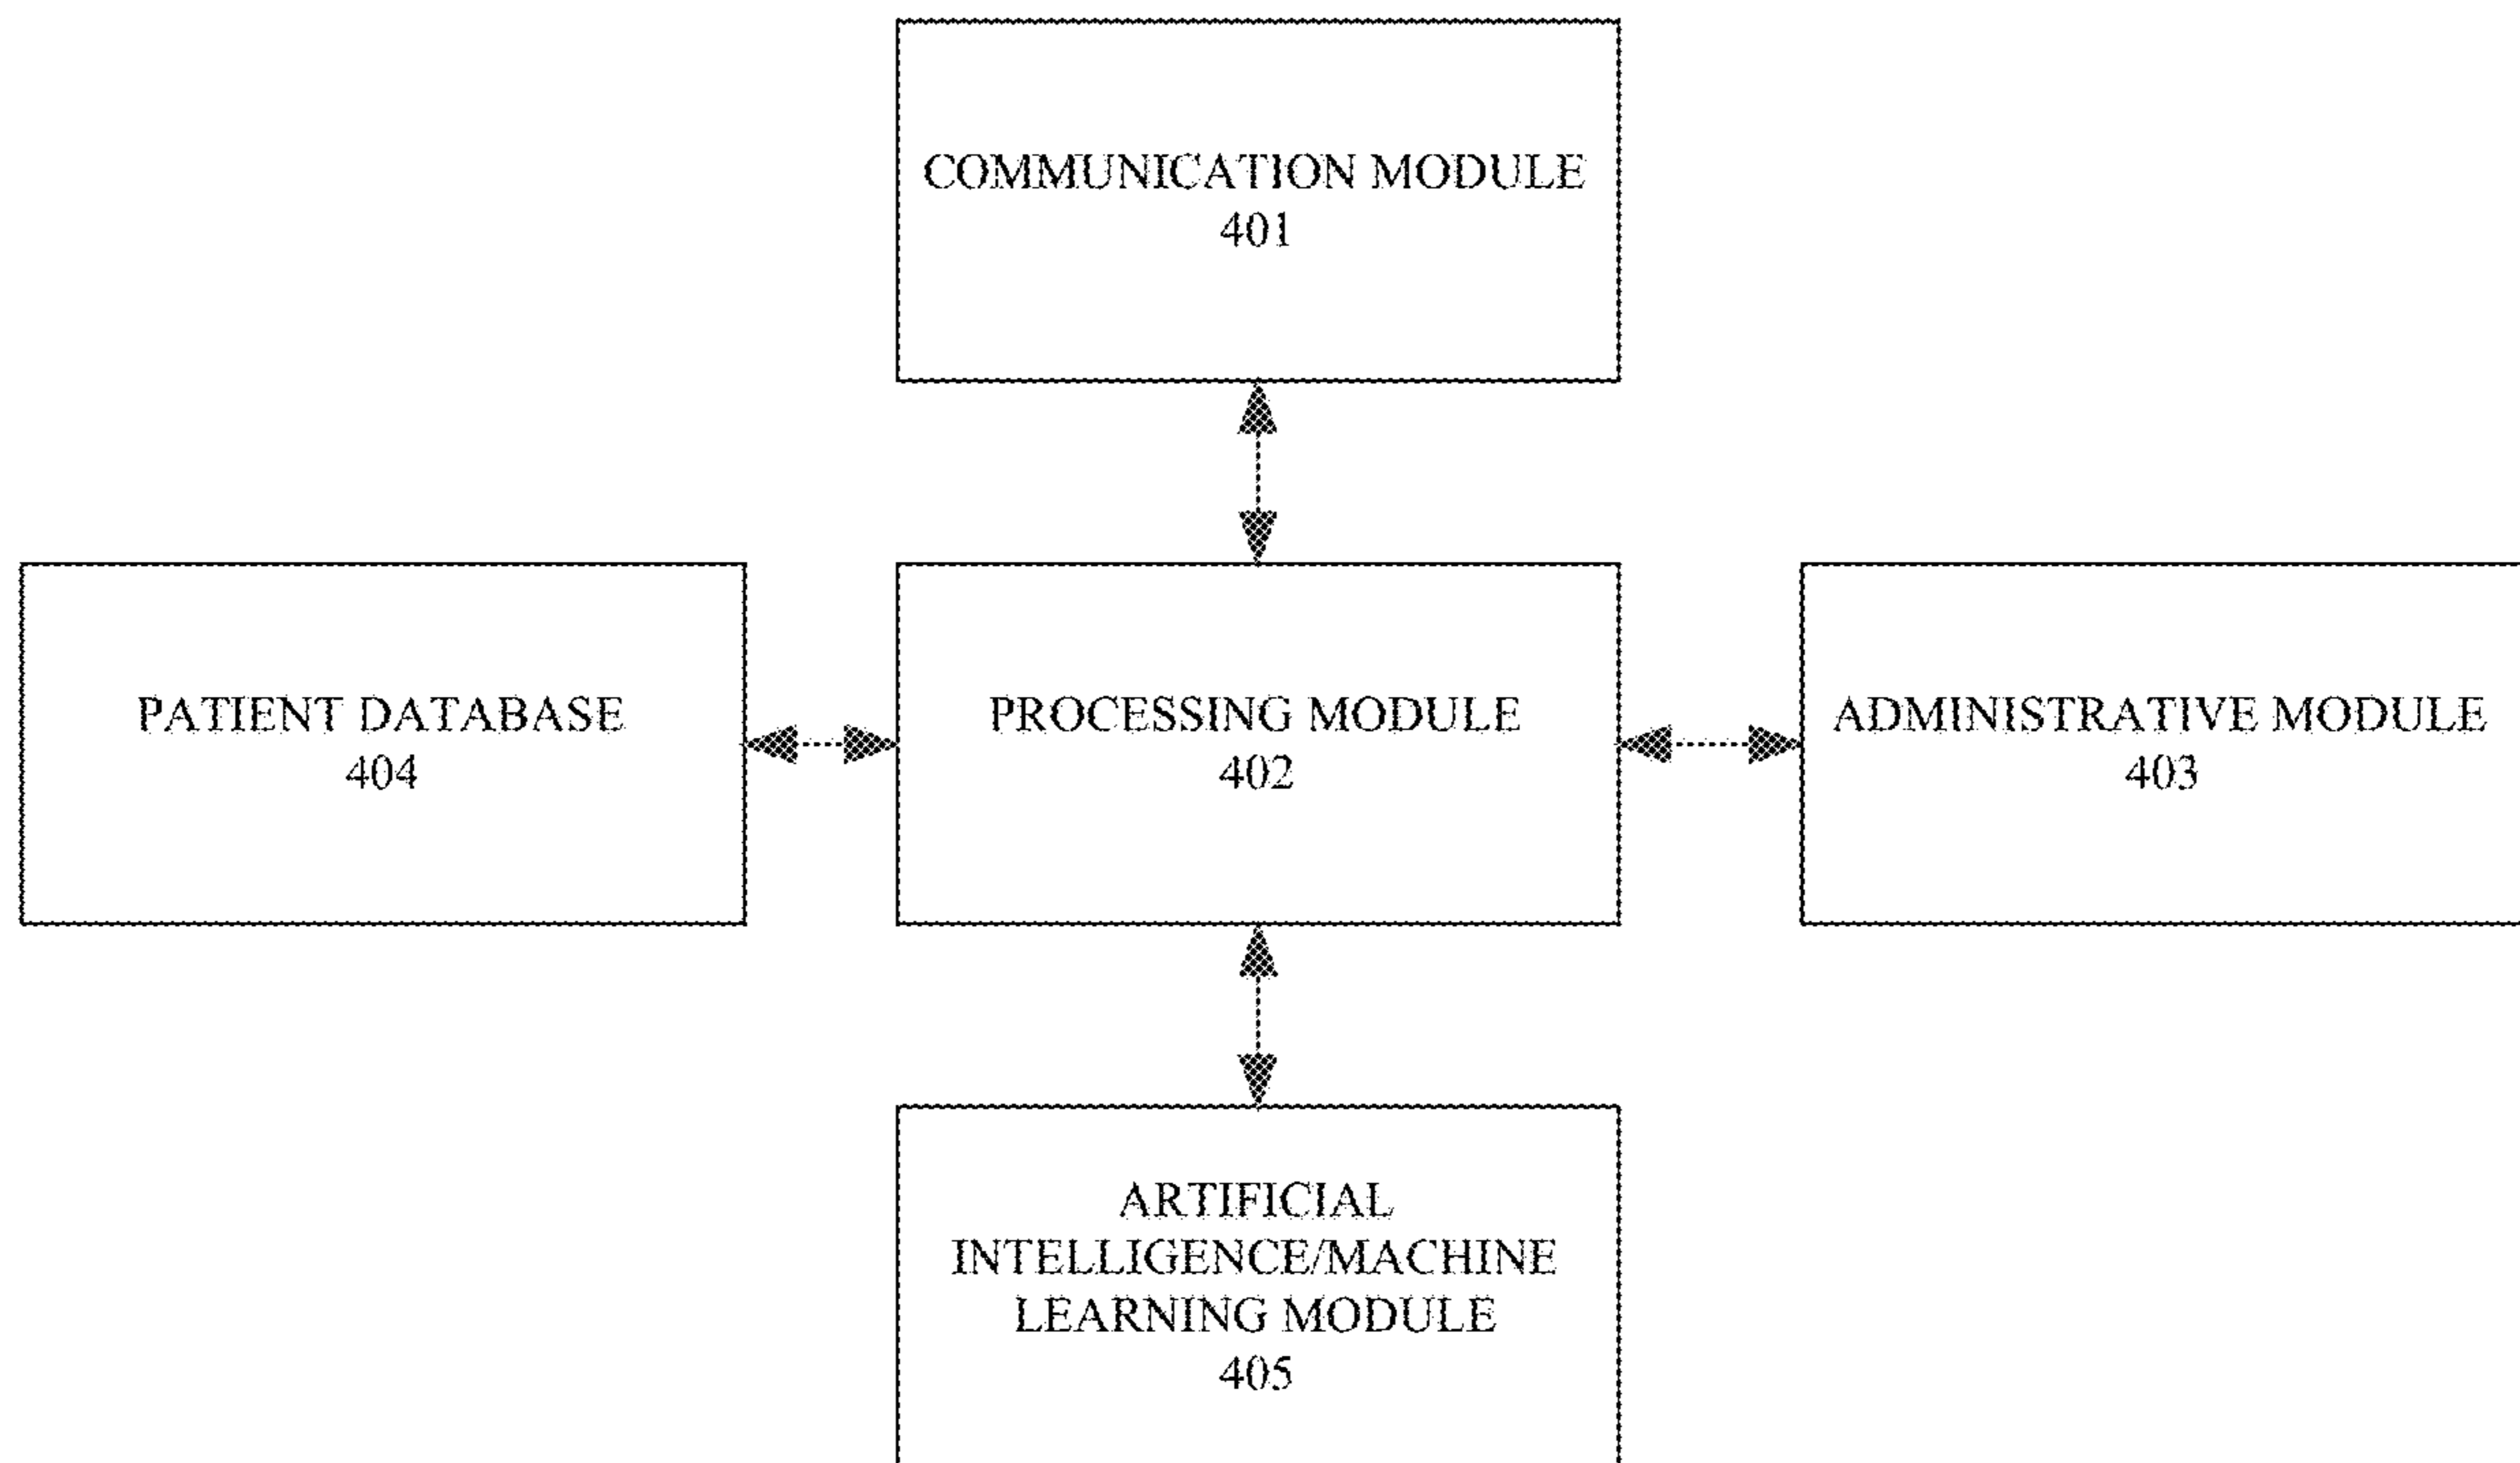 COMMUNICATION MODULE
401
PATIENT DATABASE
404
PROCESSING MODULE
402
ADMINISTRATIVE MODULE
403
ARTIFICIAL
INTELLIGENCE/MACHINE
LEARNING MODULE
405